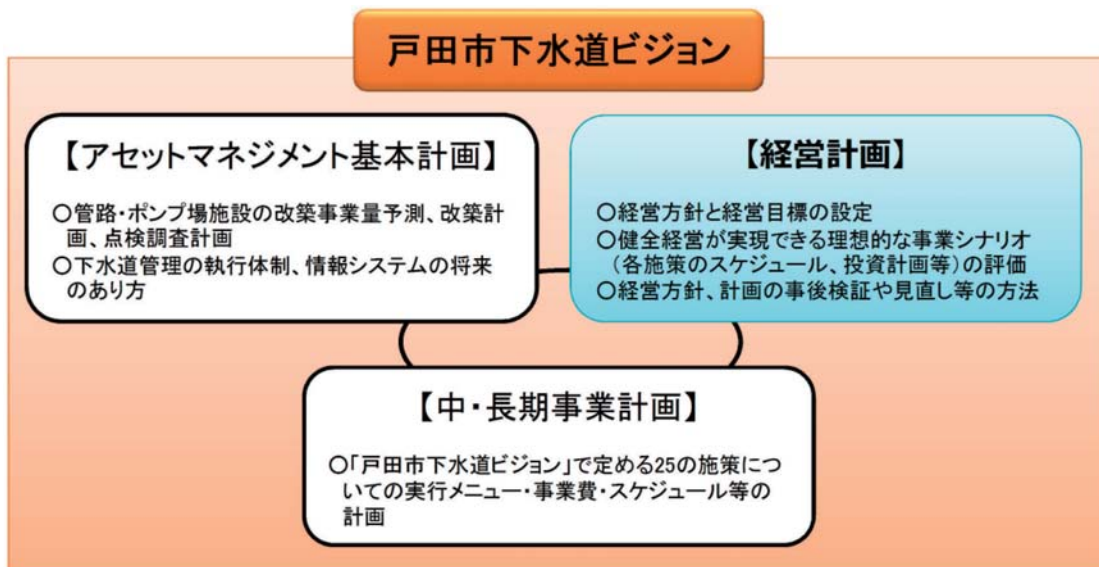 戸田市下水道ビジョン
【アセットマネジメント基本計画】
○管路・ポンプ場施設の改築事業量予測、改築計
画、点検調査計画
○下水道管理の執行体制、情報システムの将来
のあり方
【経営計画】
○経営方針と経営目標の設定
○健全経営が実現できる理想的な事業シナリオ
（各施策のスケジュール、投資計画等）の評価
○経営方針、計画の事後検証や見直し等の方法
【中・長期事業計画】
○「戸田市下水道ビジョン」で定める25の施策につ
いての実行メニュー・事業費・スケジュール等の
計画